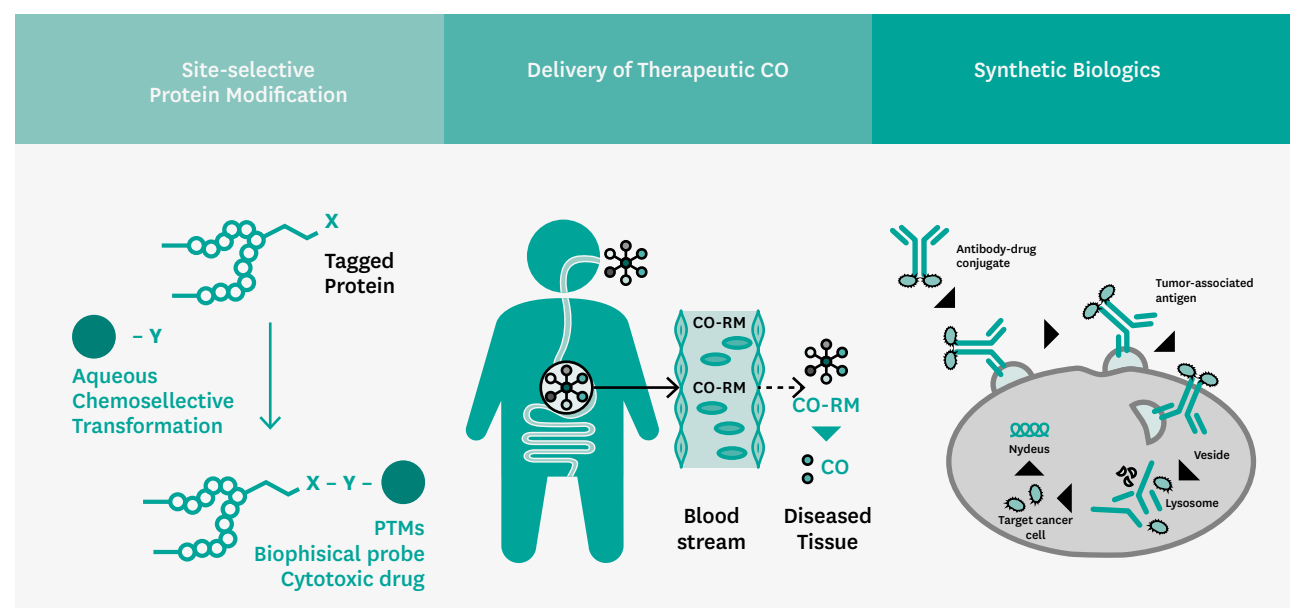 Site-selective
Protein Modification
Delivery of Therapeutic CO
Synthetic Biologics
X
Tagged
Protein
– Y
Aqueous
Chemosellective
Transformation
X – Y –
PTMs
Biophisical probe
Cytotoxic drug
CO-RM
CO-RM
CO-RM
CO
Blood
stream
Diseased
Tissue
Antibody-drug
conjugate
Tumor-associated
antigen
Nydeus
Veside
Lysosome
Target cancer
cell